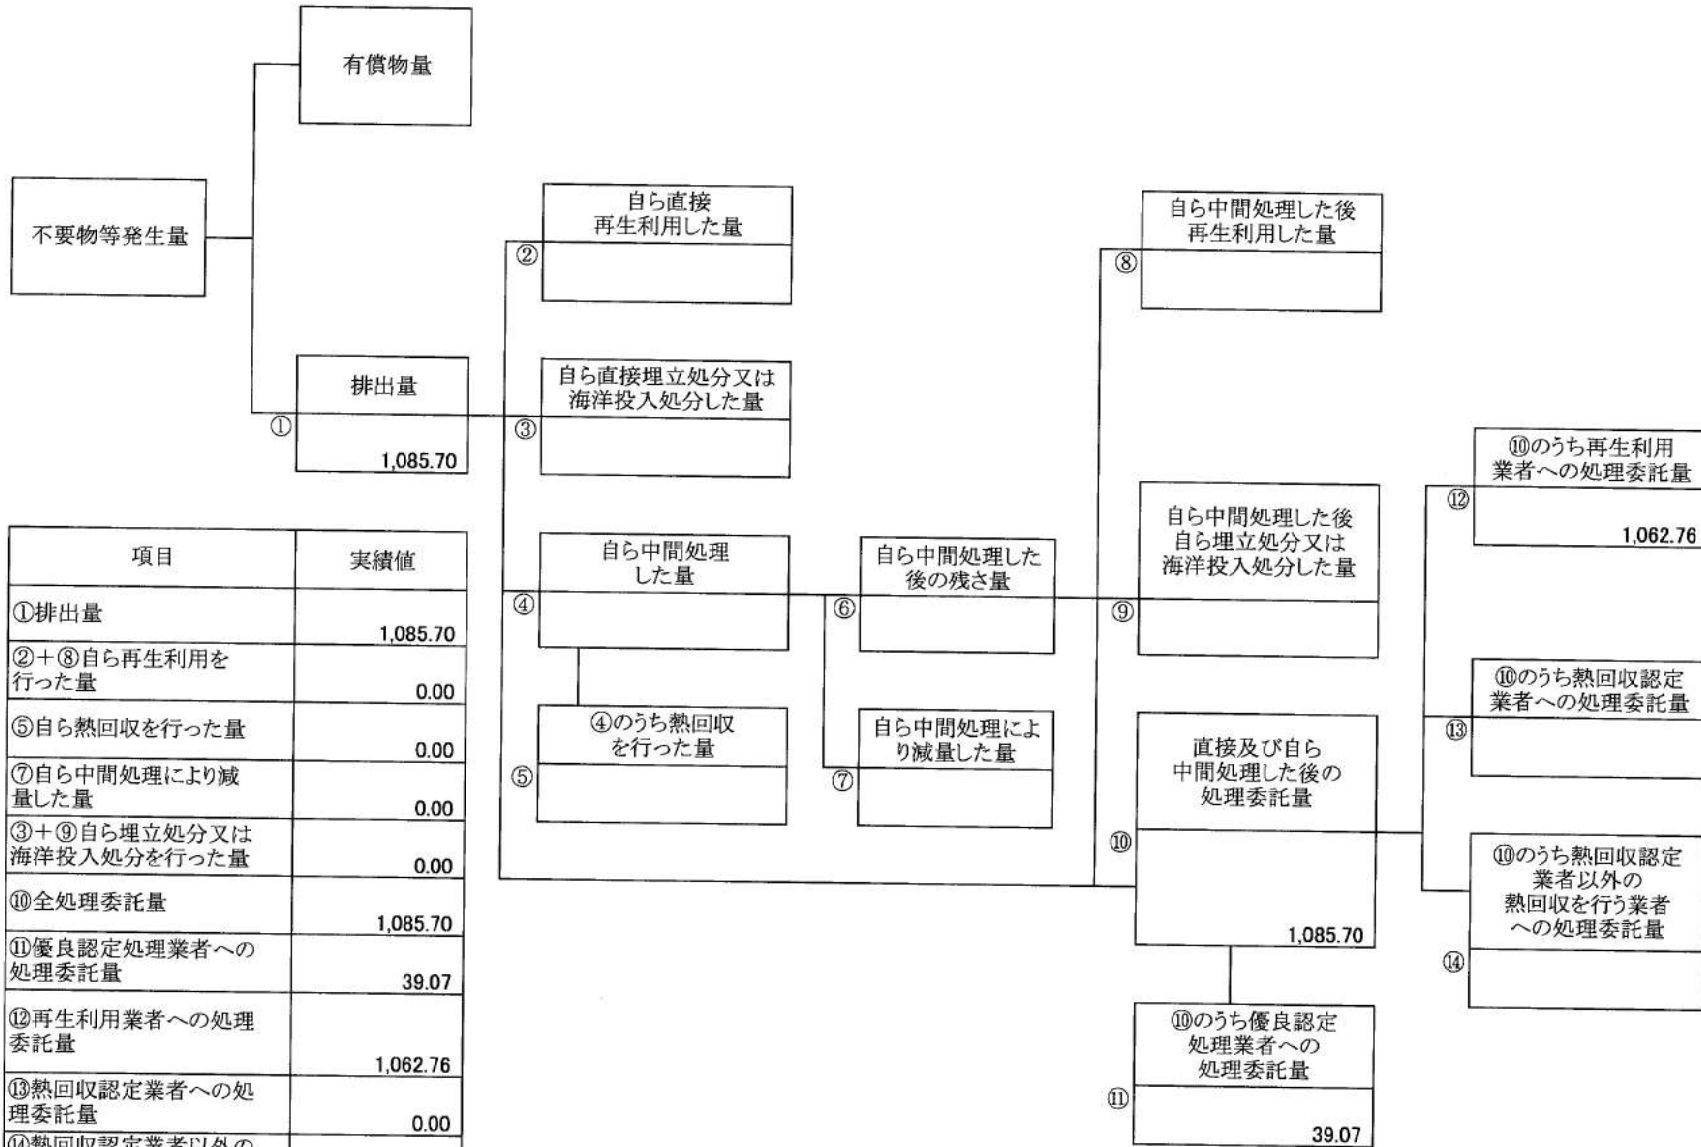 有償物量
不要物等発生量
①
排出量
1,085.70
②
自ら直接
再生利用した量
③
自ら直接埋立処分又は
海洋投入処分した量
④
自ら中間処理
した量
⑤
④のうち熱回収
を行った量
⑥
自ら中間処理した
後の残さ量
⑦
自ら中間処理によ
り減量した量
⑧
自ら中間処理した後
再生利用した量
⑨
自ら中間処理した後
自ら埋立処分又は
海洋投入処分した量
⑩
直接及び自ら
中間処理した後の
処理委託量
1,085.70
⑪
⑩のうち優良認定
処理業者への
処理委託量
39.07
⑫
⑩のうち再生利用
業者への処理委託量
1,062.76
⑬
⑩のうち熱回収認定
業者への処理委託量
⑭
⑩のうち熱回収認定
業者以外の
熱回収を行う業者
への処理委託量
項目 実績値
①排出量
1,085.70
②+⑧自ら再生利用を
行った量
0.00
⑤自ら熱回収を行った量
0.00
⑦自ら中間処理により減
量した量
0.00
③+⑨自ら埋立処分又は
海洋投入処分を行った量
0.00
⑩全処理委託量
1,085.70
⑪優良認定処理業者への
処理委託量
39.07
⑫再生利用業者への処理
委託量
1,062.76
⑬熱回収認定業者への処
理委託量
0.00
⑭熱回収認定業者以外の